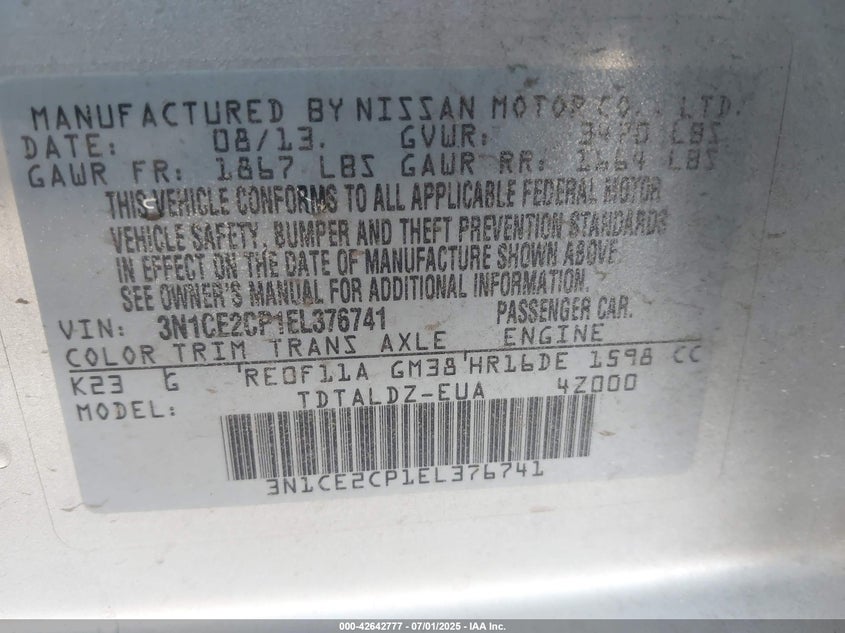 MANUFACTURED BY NISSAN MOTOR CO., LTD.
DATE: 08/13. GVWR: 3470 LBS
GAWR FR: 1867 LBS GAWR RR: 1664 LBS
THIS VEHICLE CONFORMS TO ALL APPLICABLE FEDERAL MOTOR
VEHICLE SAFETY, BUMPER AND THEFT PREVENTION STANDARDS
IN EFFECT ON THE DATE OF MANUFACTURE SHOWN ABOVE.
SEE OWNER'S MANUAL FOR ADDITIONAL INFORMATION.
VIN: 3N1CE2CP1EL376741 PASSENGER CAR.
COLOR TRIM TRANS AXLE ENGINE
K23 G RE0F11A GM38 HR16DE 1598 CC
MODEL: TDTALDZ-EUA 4Z000
3N1CE2CP1EL376741
000-42642777 - 07/01/2025 - IAA Inc.